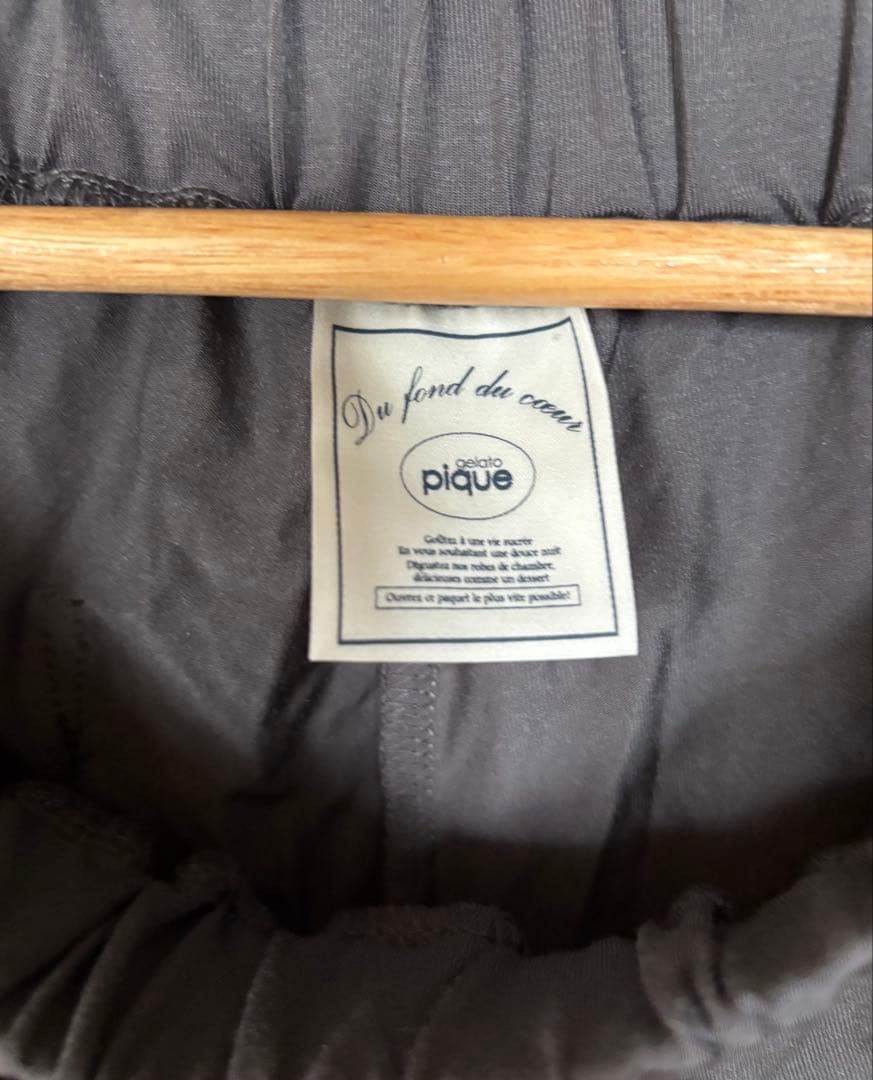 Du fond du cœur
gelato
pique
Goûtez à une vie sucrée
En vous souhaitant une douce nuit
Dégustez nos robes de chambre,
délicieuses comme un dessert
Ouvrez ce paquet le plus vite possible!